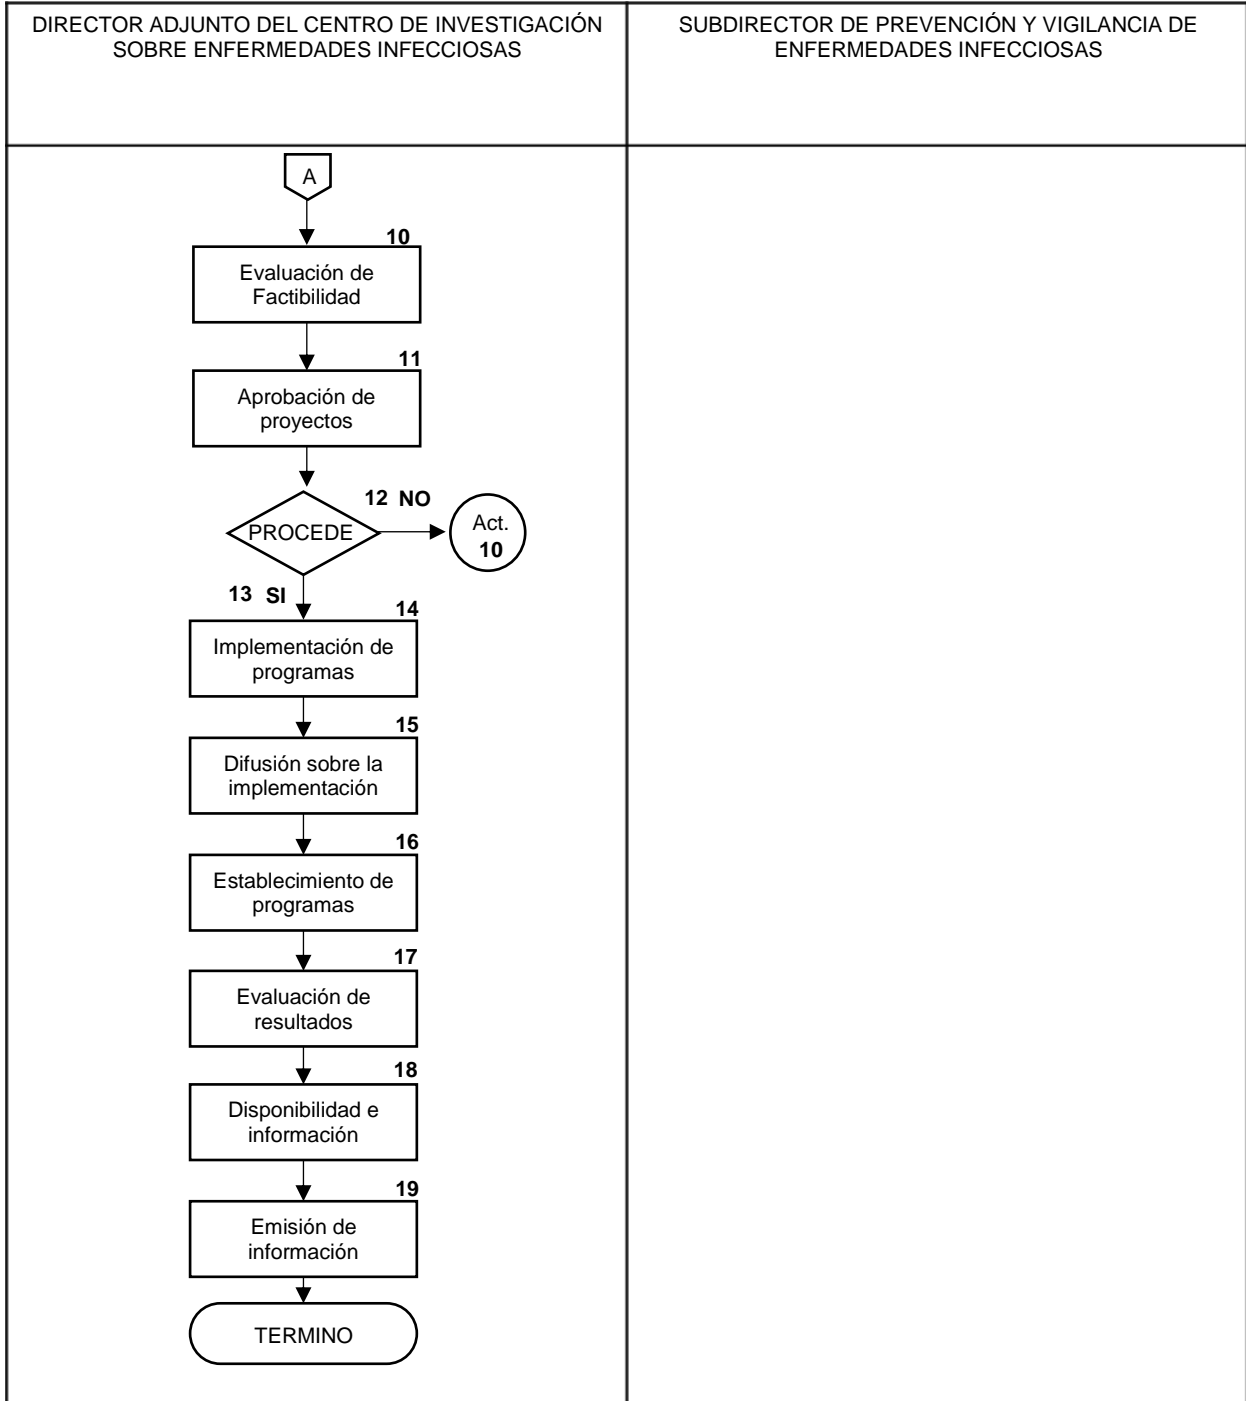 DIRECTOR ADJUNTO DEL CENTRO DE INVESTIGACIÓN
SOBRE ENFERMEDADES INFECCIOSAS
SUBDIRECTOR DE PREVENCIÓN Y VIGILANCIA DE
ENFERMEDADES INFECCIOSAS
A
10
Evaluación de
Factibilidad
11
Aprobación de
proyectos
12 NO
PROCEDE
Act.
10
13 SI
14
Implementación de
programas
15
Difusión sobre la
implementación
16
Establecimiento de
programas
17
Evaluación de
resultados
18
Disponibilidad e
información
19
Emisión de
información
TERMINO